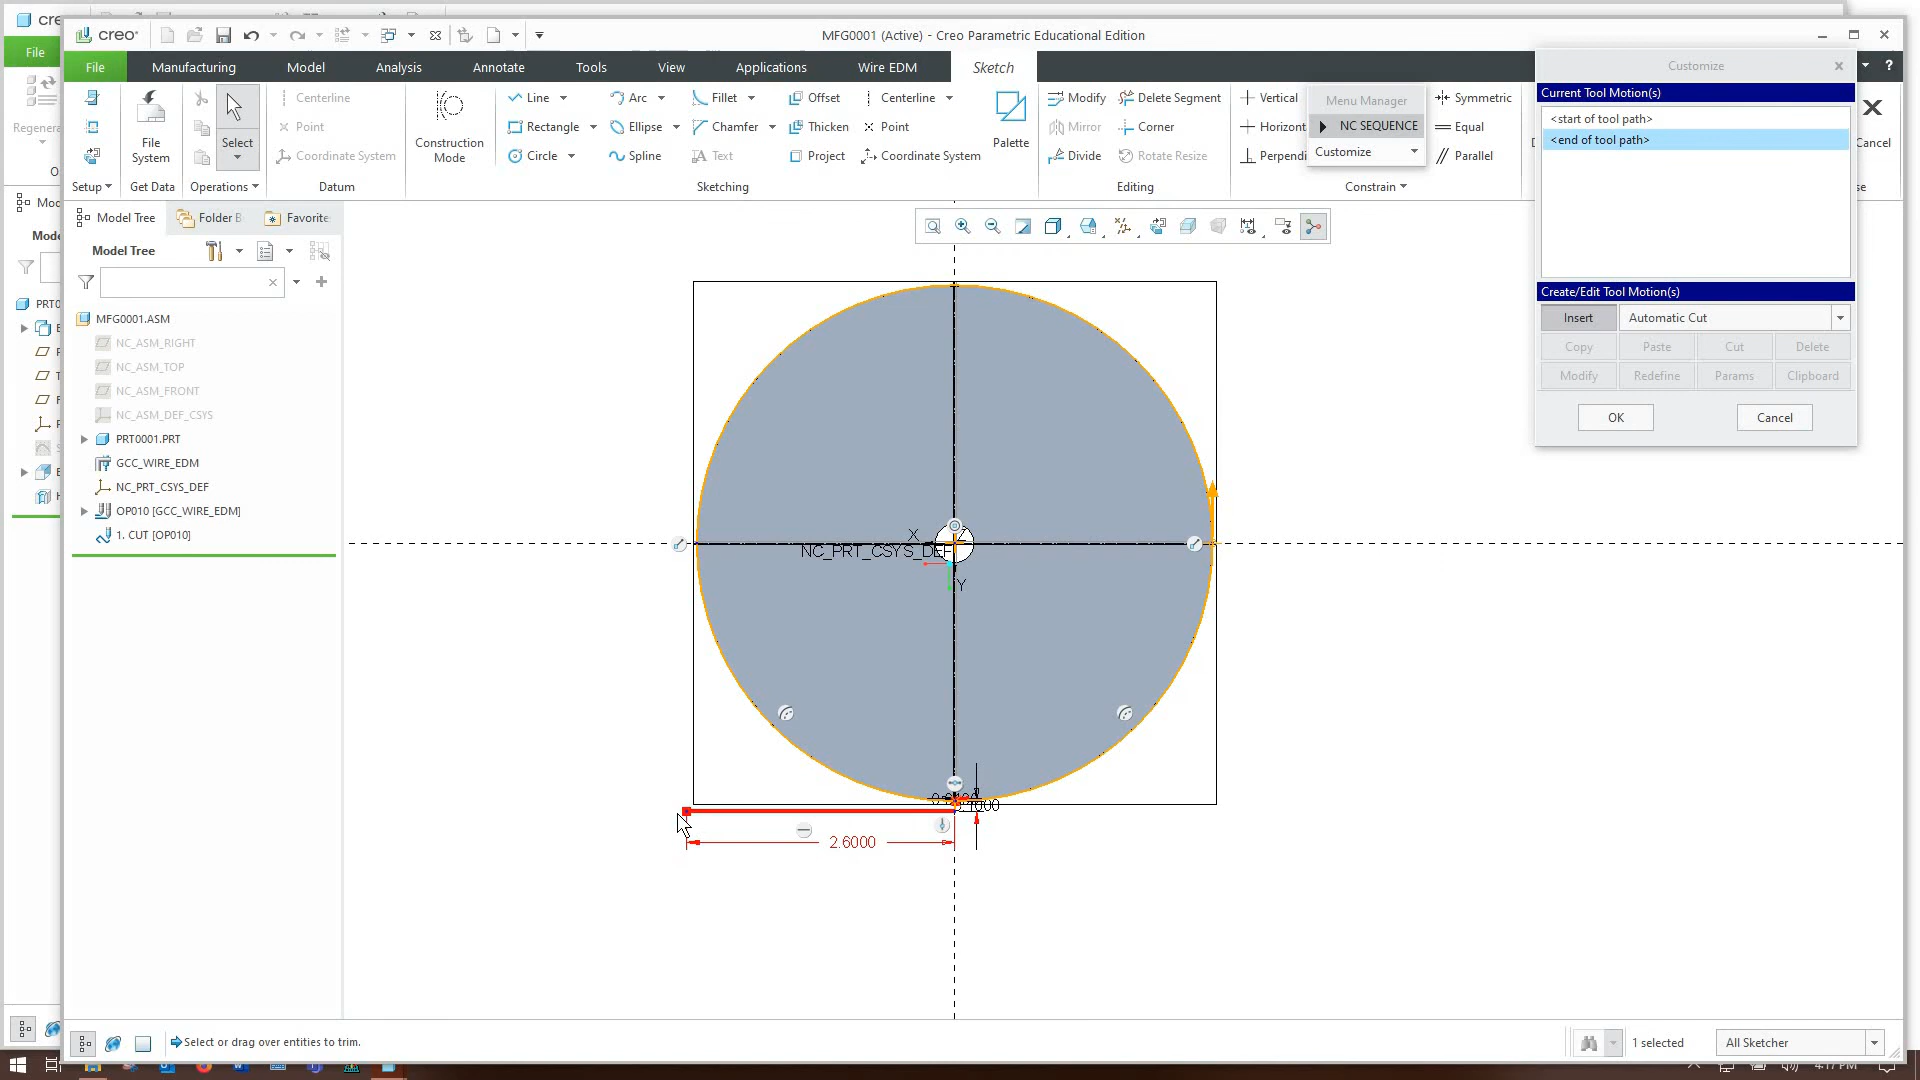 creo
MFG0001 (Active) - Creo Parametric Educational Edition
File
File
Manufacturing
Model
Analysis
Annotate
Tools
View
Applications
Wire EDM
Sketch
Customize
Current Tool Motion(s)
<start of tool path>
<end of tool path>
Create/Edit Tool Motion(s)
Insert
Automatic Cut
Copy
Paste
Cut
Delete
Modify
Redefine
Params
Clipboard
OK
Cancel
Cancel
Setup
File System
Get Data
Select
Operations
Centerline
Point
Coordinate System
Datum
Construction Mode
Line
Rectangle
Circle
Arc
Ellipse
Spline
Fillet
Chamfer
Text
Offset
Thicken
Project
Centerline
Point
Coordinate System
Palette
Sketching
Modify
Mirror
Divide
Delete Segment
Corner
Rotate Resize
Editing
Vertical
Horizont
Perpendi
Menu Manager
NC SEQUENCE
Customize
Symmetric
Equal
Parallel
Constrain
Model Tree
Folder B
Favorite
Model Tree
MFG0001.ASM
NC_ASM_RIGHT
NC_ASM_TOP
NC_ASM_FRONT
NC_ASM_DEF_CSYS
PRT0001.PRT
GCC_WIRE_EDM
NC_PRT_CSYS_DEF
OP010 [GCC_WIRE_EDM]
1. CUT [OP010]
X
NC_PRT_CSYS_DEF
Y
2.6000
Select or drag over entities to trim.
1 selected
All Sketcher